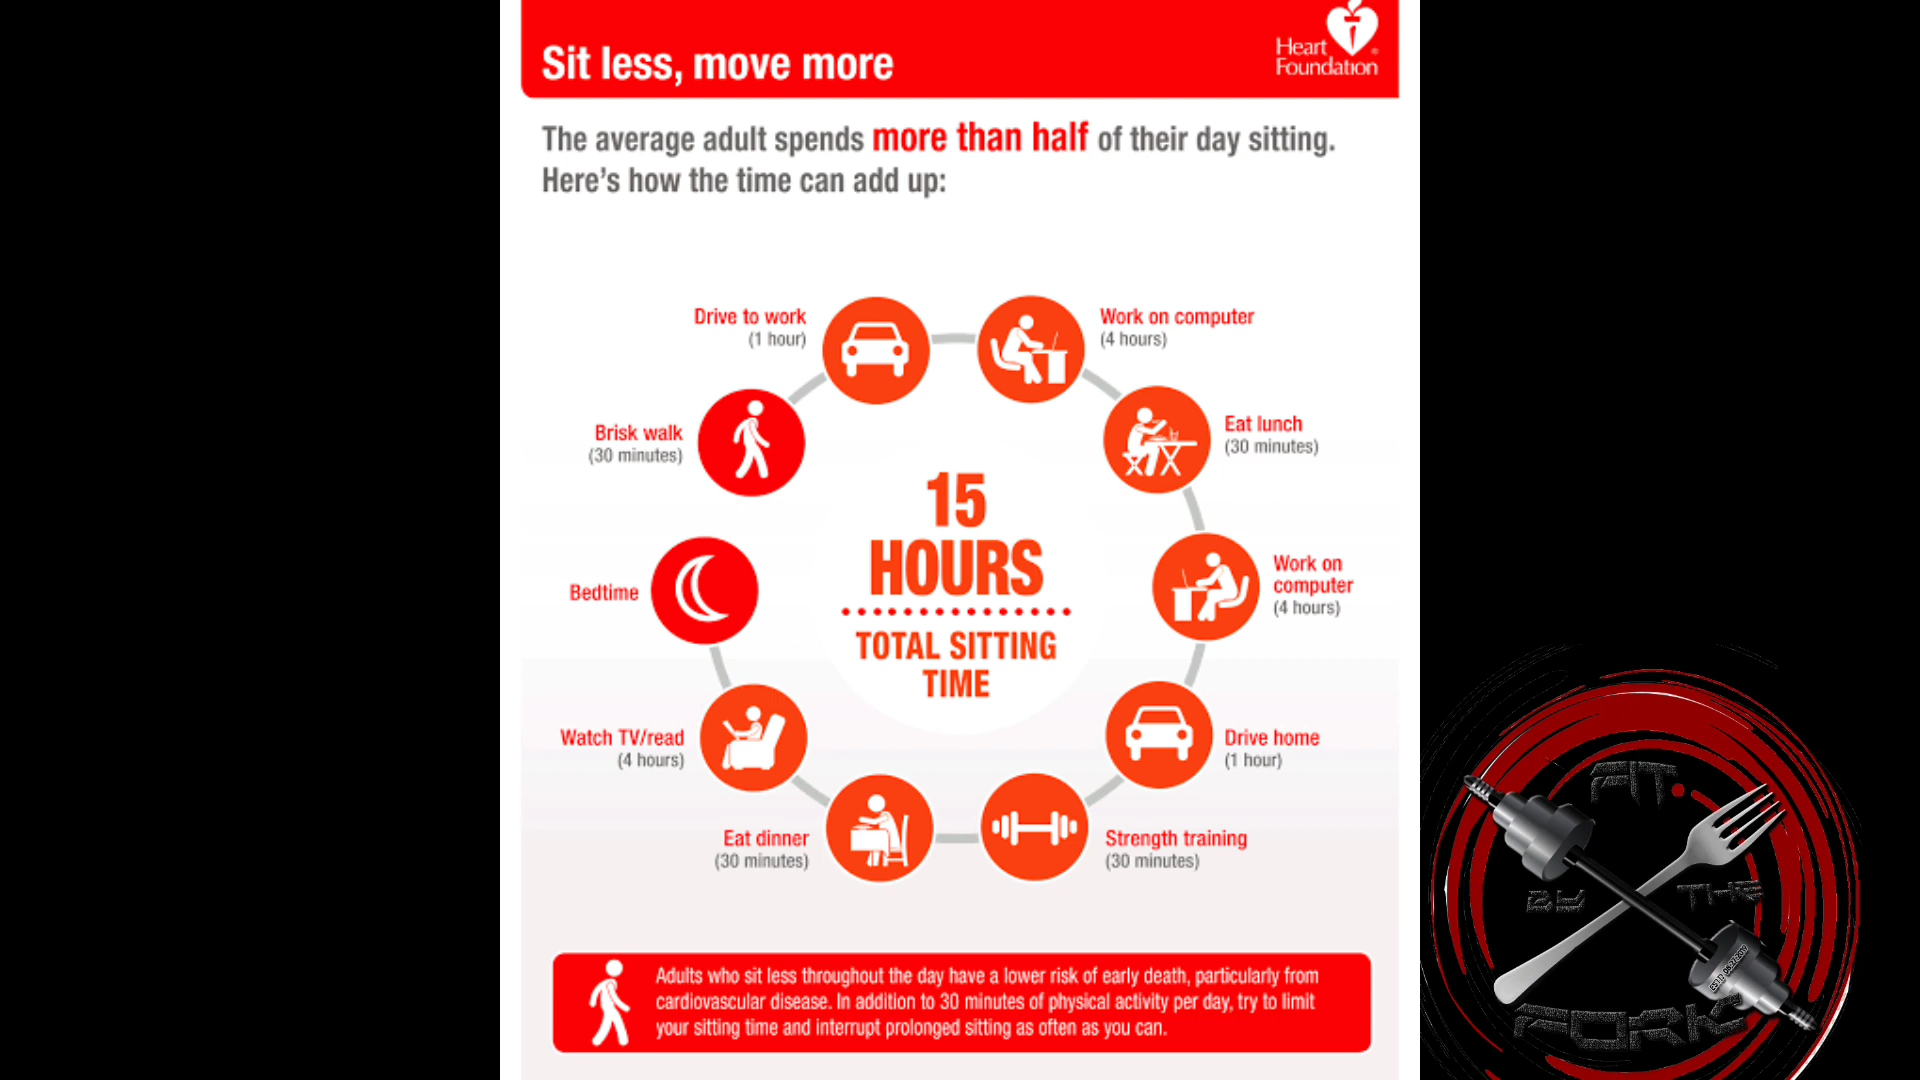 Sit less, move more
Heart
Foundation
The average adult spends more than half of their day sitting.
Here's how the time can add up:
Drive to work
(1 hour)
Work on computer
(4 hours)
Brisk walk
(30 minutes)
Eat lunch
(30 minutes)
15
HOURS
TOTAL SITTING
TIME
Bedtime
Work on
computer
(4 hours)
Watch TV/read
(4 hours)
Drive home
(1 hour)
Eat dinner
(30 minutes)
Strength training
(30 minutes)
Adults who sit less throughout the day have a lower risk of early death, particularly from
cardiovascular disease. In addition to 30 minutes of physical activity per day, try to limit
your sitting time and interrupt prolonged sitting as often as you can.
FIT.
BY THE
FORK